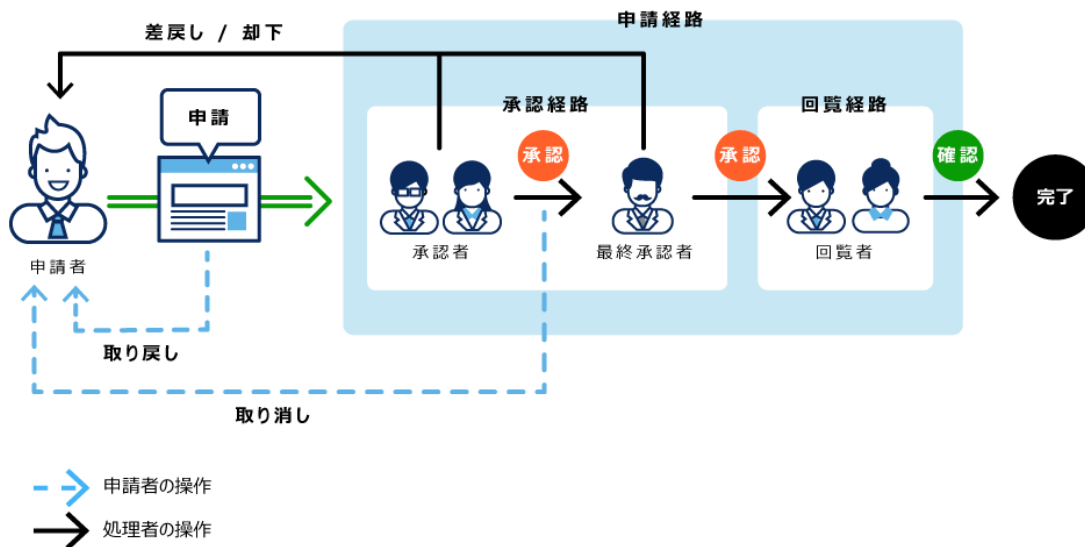 申請経路
差戻し / 却下
承認経路
回覧経路
申請
承認
承認
確認
完了
承認者
最終承認者
回覧者
申請者
取り戻し
取り消し
申請者の操作
処理者の操作